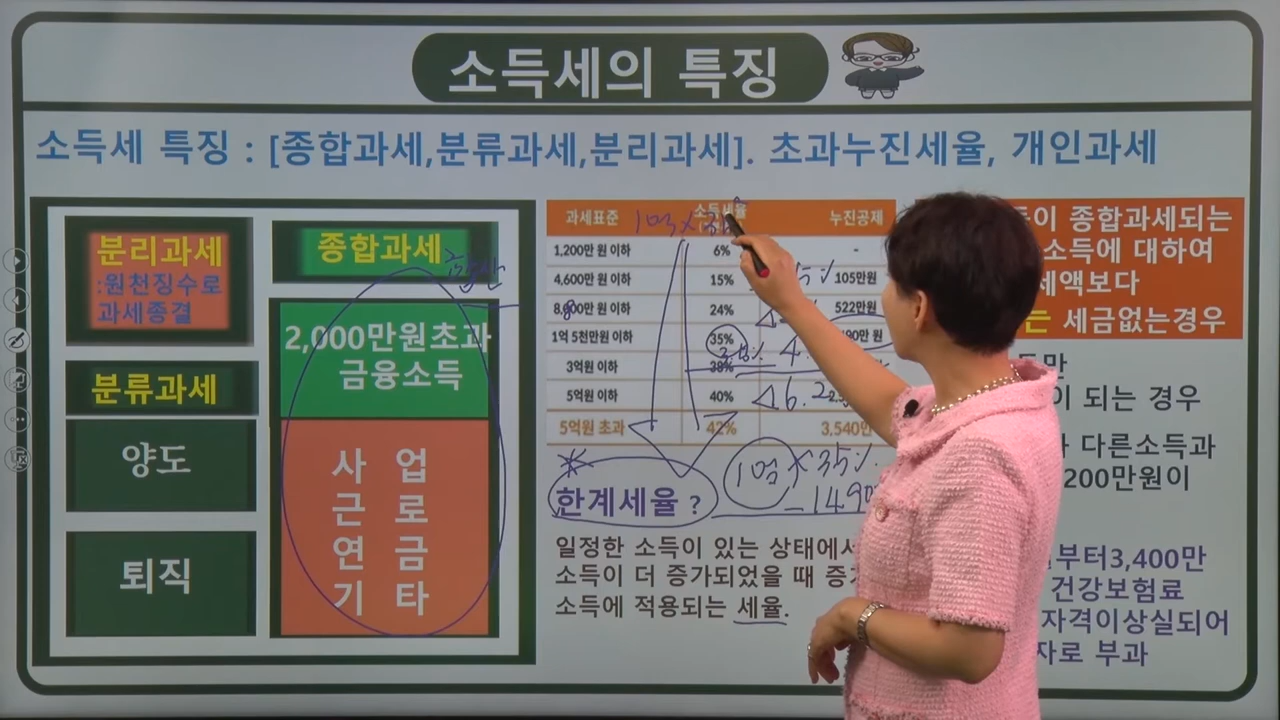 소득세의 특징
소득세 특징 : [종합과세,분류과세,분리과세]. 초과누진세율, 개인과세
분리과세
:원천징수로
과세종결
분류과세
양도
퇴직
종합과세
합산
2,000만원초과
금융소득
사 업
근 로
연 금
기 타
과세표준 소득세율 누진공제
1억 ×
1,200만 원 이하 6% -
4,600만 원 이하 15% 105만원
8,800만 원 이하 24% 522만원
1억 5천만원 이하 35%
3억원 이하 38%
5억원 이하 40%
5억원 초과 42% 3,540만
1억 × 35%
한계세율 ?
일정한 소득이 있는 상태에서
소득이 더 증가되었을 때
소득에 적용되는 세율.
종합과세되는
소득에 대하여
세액보다
세금없는경우
되는 경우
다른소득과
200만원이
부터3,400만
건강보험료
자격이상실되어
부과